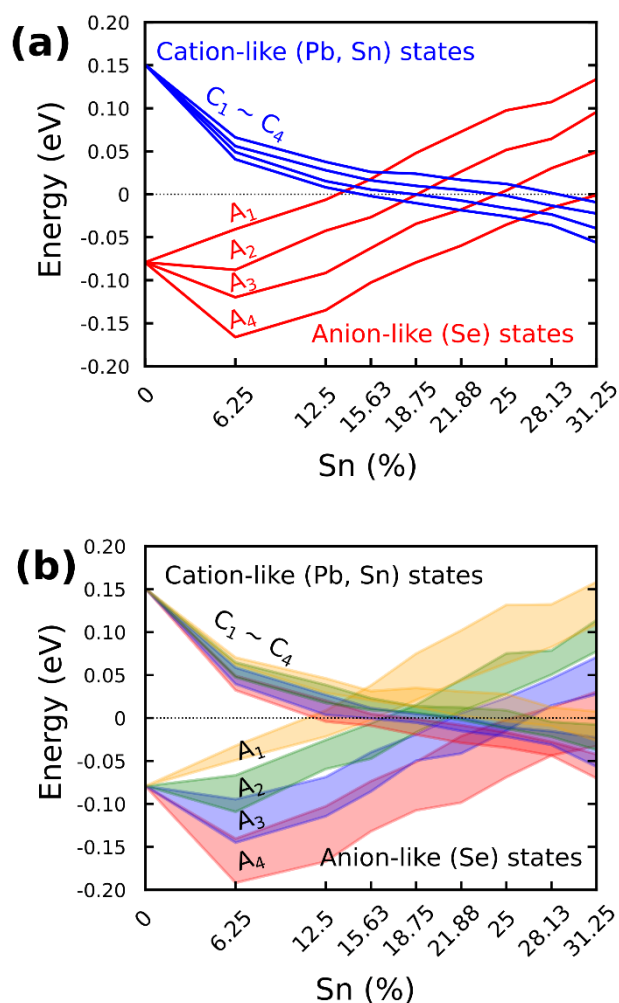 (a)
Cation-like (Pb, Sn) states
C₁ ~ C₄
A₁
A₂
A₃
A₄
Anion-like (Se) states
Energy (eV)
0.20
0.15
0.10
0.05
0
-0.05
-0.10
-0.15
-0.20
0
6.25
12.5
15.63
18.75
21.88
25
28.13
31.25
Sn (%)
(b)
Cation-like (Pb, Sn) states
C₁ ~ C₄
A₁
A₂
A₃
A₄
Anion-like (Se) states
Energy (eV)
0.20
0.15
0.10
0.05
0
-0.05
-0.10
-0.15
-0.20
0
6.25
12.5
15.63
18.75
21.88
25
28.13
31.25
Sn (%)